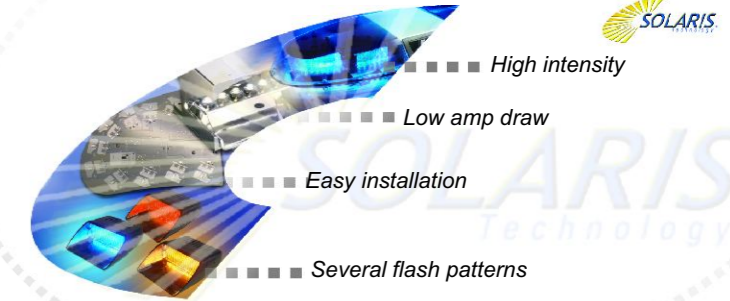 SOLARIS
Technology
High intensity
Low amp draw
SOLARIS
Technology
Easy installation
Several flash patterns